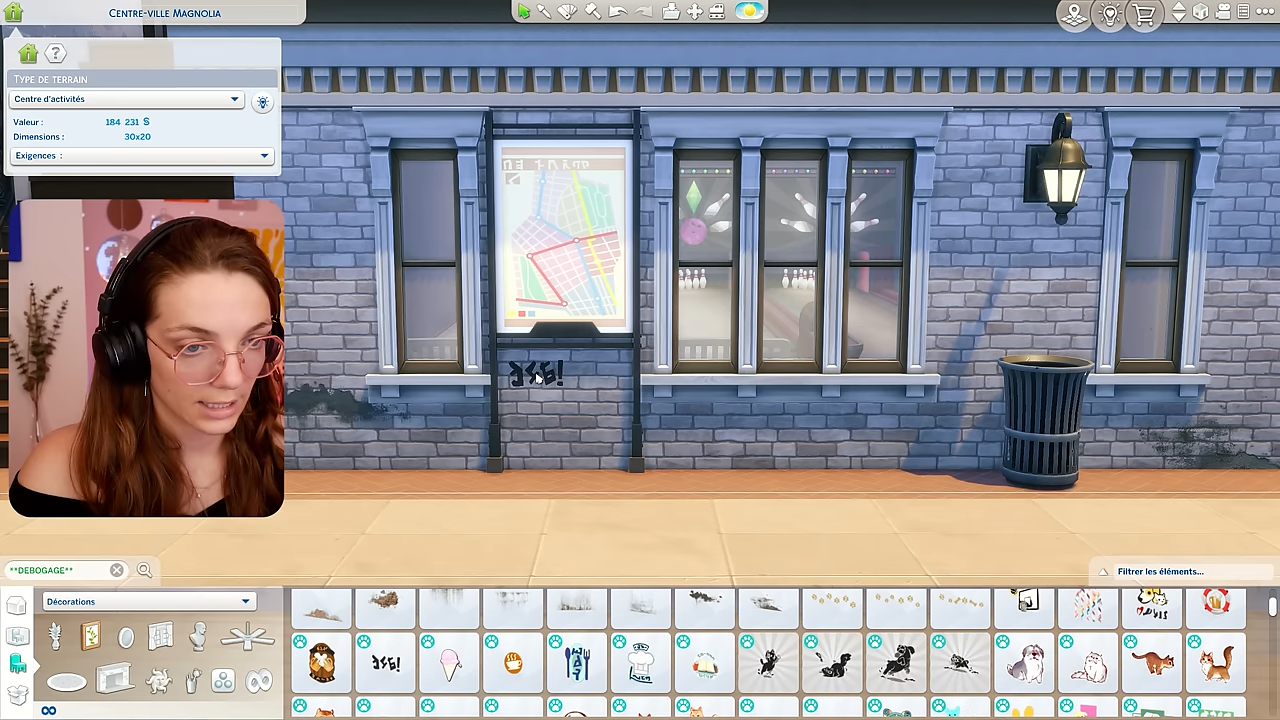 CENTRE-VILLE MAGNOLIA
TYPE DE TERRAIN
Centre d'activités
Valeur : 184 231 $
Dimensions : 30x20
Exigences :
**DEBOGAGE**
Filtrer les éléments...
Décorations